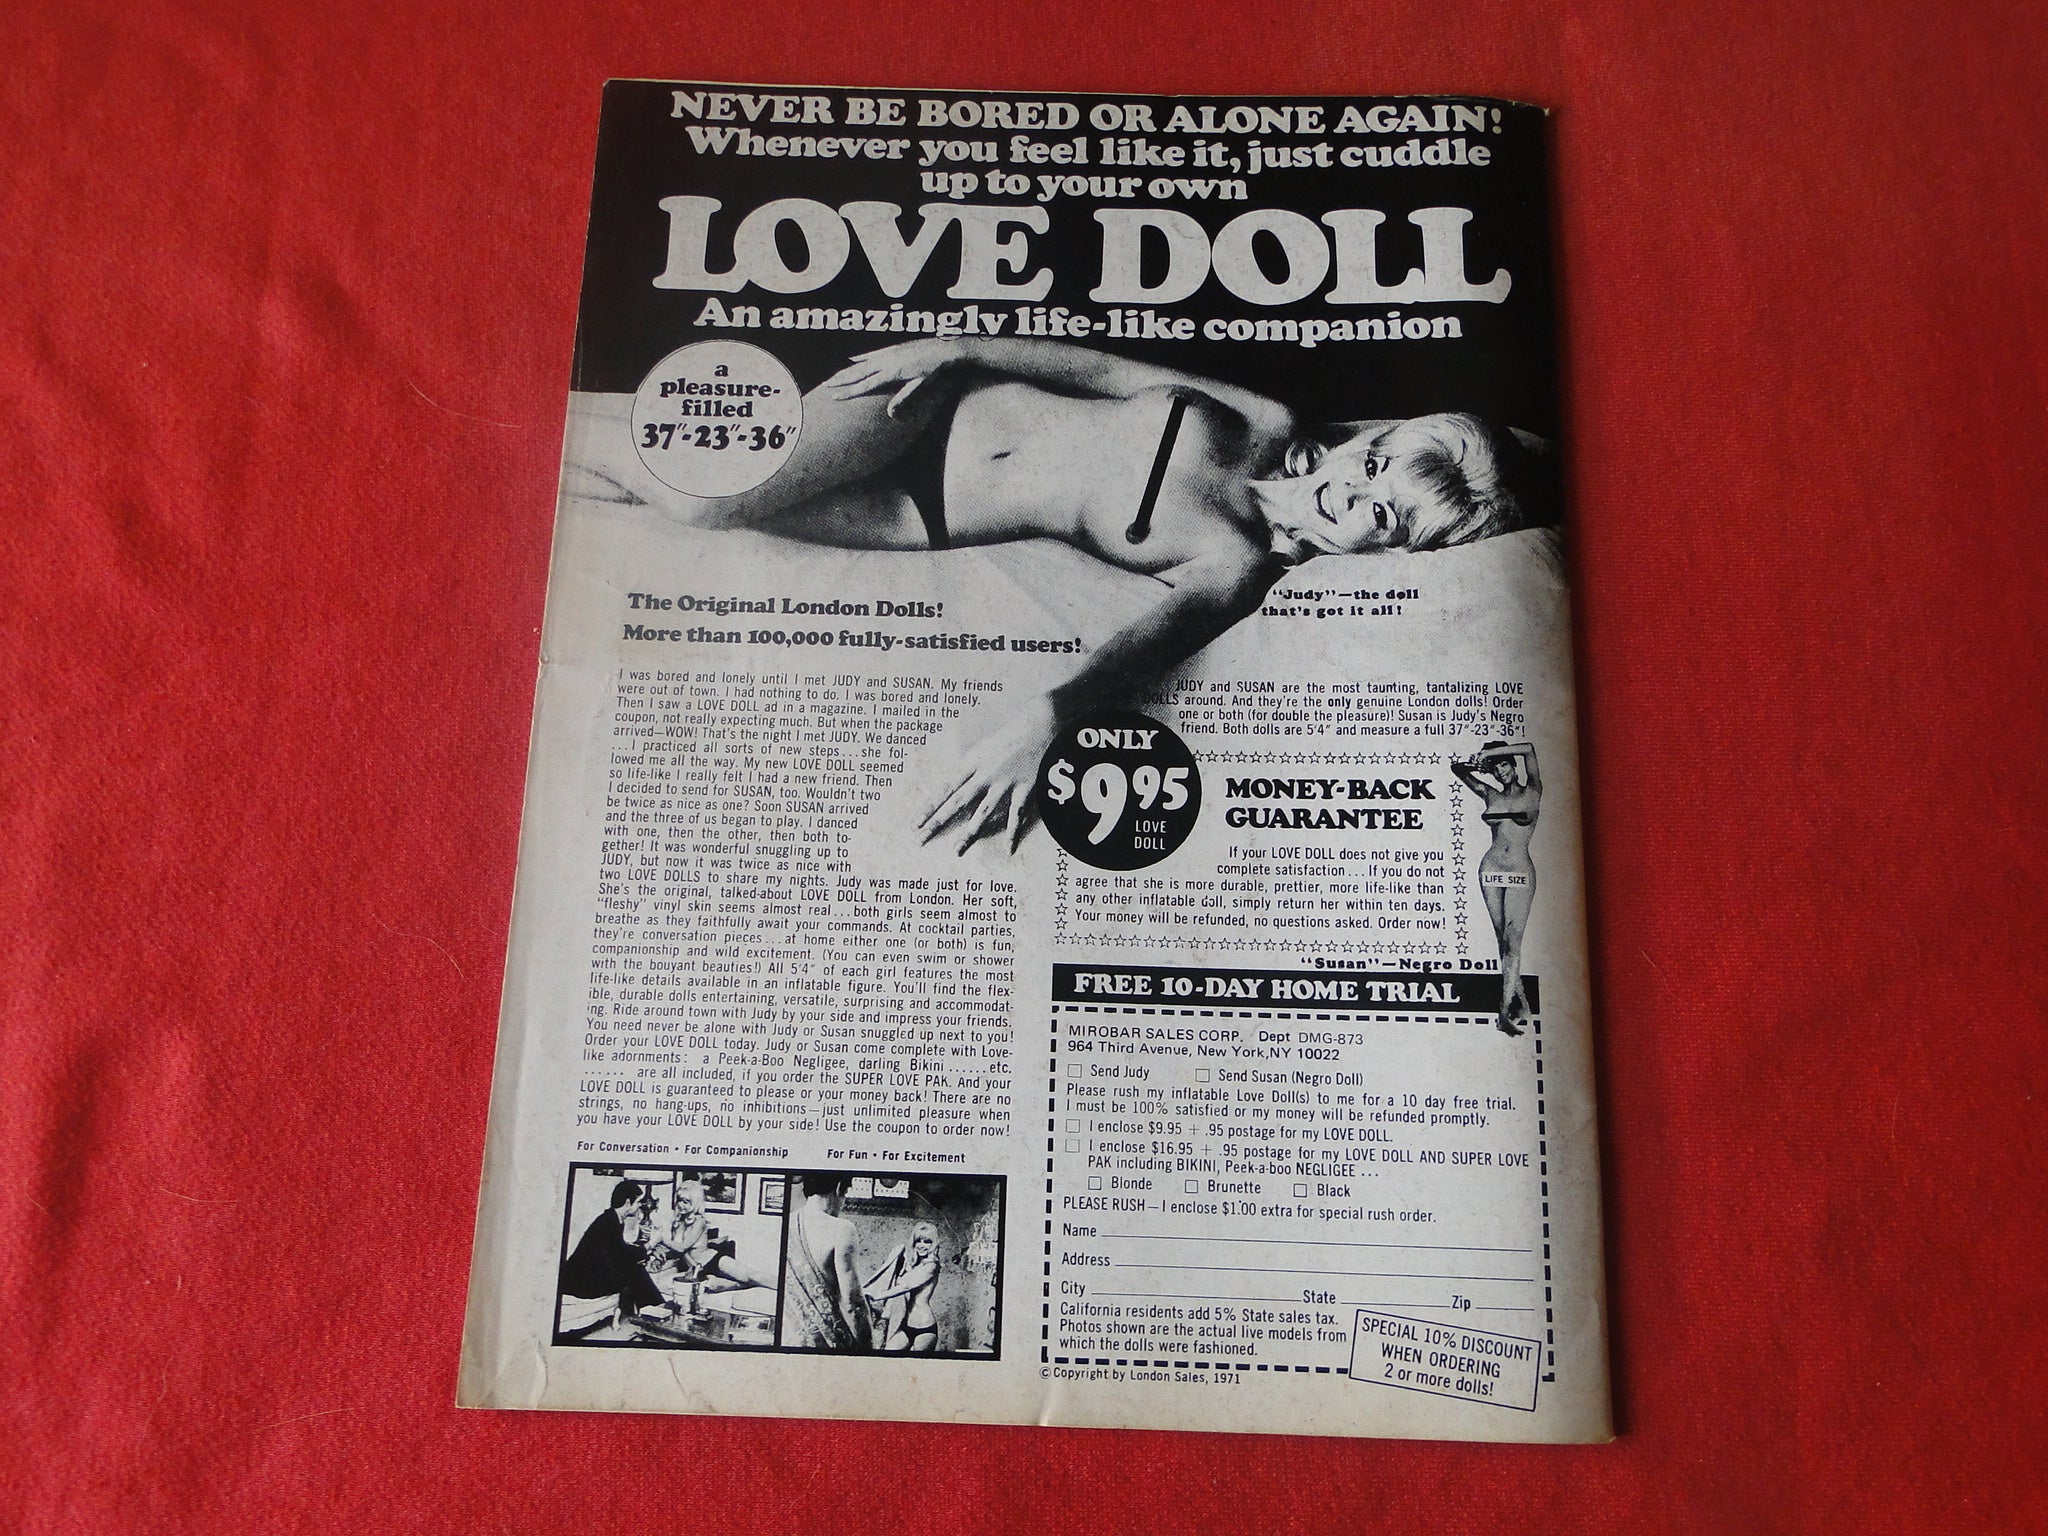 NEVER BE BORED OR ALONE AGAIN!
Whenever you feel like it, just cuddle
up to your own
LOVE DOLL
An amazingly life-like companion
a
pleasure-
filled
37"-23"-36"
"Judy"—the doll
that's got it all!
The Original London Dolls!
More than 100,000 fully-satisfied users!
I was bored and lonely until I met JUDY and SUSAN. My friends
were out of town. I had nothing to do. I was bored and lonely.
Then I saw a LOVE DOLL ad in a magazine. I mailed in the
coupon, not really expecting much. But when the package
arrived—WOW! That's the night I met JUDY. We danced
... I practiced all sorts of new steps... she fol-
lowed me all the way. My new LOVE DOLL seemed
so life-like I really felt I had a new friend. Then
I decided to send for SUSAN, too. Wouldn't two
be twice as nice as one? Soon SUSAN arrived
and the three of us began to play. I danced
with one, then the other, then both to-
gether! It was wonderful snuggling up to
JUDY, but now it was twice as nice with
two LOVE DOLLS to share my nights. Judy was made just for love.
She's the original, talked-about LOVE DOLL from London. Her soft,
"fleshy" vinyl skin seems almost real... both girls seem almost to
breathe as they faithfully await your commands. At cocktail parties,
they're conversation pieces... at home either one (or both) is fun,
companionship and wild excitement. (You can even swim or shower
with the bouyant beauties!) All 5'4" of each girl features the most
life-like details available in an inflatable figure. You'll find the flex-
ible, durable dolls entertaining, versatile, surprising and accommodat-
ing. Ride around town with Judy by your side and impress your friends.
You need never be alone with Judy or Susan snuggled up next to you!
Order your LOVE DOLL today. Judy or Susan come complete with Love-
like adornments: a Peek-a-Boo Negligee, darling Bikini ......etc.
...... are all included, if you order the SUPER LOVE PAK. And your
LOVE DOLL is guaranteed to please or your money back! There are no
strings, no hang-ups, no inhibitions—just unlimited pleasure when
you have your LOVE DOLL by your side! Use the coupon to order now!
For Conversation • For Companionship For Fun • For Excitement
JUDY and SUSAN are the most taunting, tantalizing LOVE
DOLLS around. And they're the only genuine London dolls! Order
one or both (for double the pleasure)! Susan is Judy's Negro
friend. Both dolls are 5'4" and measure a full 37"-23"-36"!
ONLY
$9.95
LOVE
DOLL
MONEY-BACK
GUARANTEE
If your LOVE DOLL does not give you
complete satisfaction... If you do not
agree that she is more durable, prettier, more life-like than
any other inflatable doll, simply return her within ten days.
Your money will be refunded, no questions asked. Order now!
LIFE SIZE
"Susan"—Negro Doll
FREE 10-DAY HOME TRIAL
MIROBAR SALES CORP. Dept DMG-873
964 Third Avenue, New York, NY 10022
Send Judy Send Susan (Negro Doll)
Please rush my inflatable Love Doll(s) to me for a 10 day free trial.
I must be 100% satisfied or my money will be refunded promptly.
I enclose $9.95 + .95 postage for my LOVE DOLL.
I enclose $16.95 + .95 postage for my LOVE DOLL AND SUPER LOVE
PAK including BIKINI, Peek-a-boo NEGLIGEE ...
Blonde Brunette Black
PLEASE RUSH—I enclose $1.00 extra for special rush order.
Name
Address
City State Zip
California residents add 5% State sales tax.
Photos shown are the actual live models from
which the dolls were fashioned.
SPECIAL 10% DISCOUNT
WHEN ORDERING
2 or more dolls!
© Copyright by London Sales, 1971